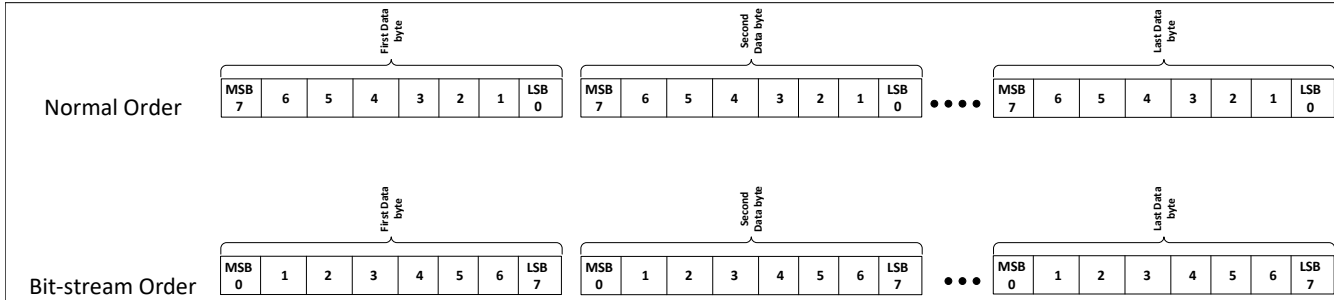 First Data
byte
Second
Data byte
Last Data
byte
Normal Order
MSB 6 5 4 3 2 1 LSB MSB 6 5 4 3 2 1 LSB MSB 6 5 4 3 2 1 LSB
7 0 7 0 7 0
First Data
byte
Second
Data byte
Last Data
byte
Bit-stream Order
MSB 1 2 3 4 5 6 LSB MSB 1 2 3 4 5 6 LSB MSB 1 2 3 4 5 6 LSB
0 7 0 7 0 7